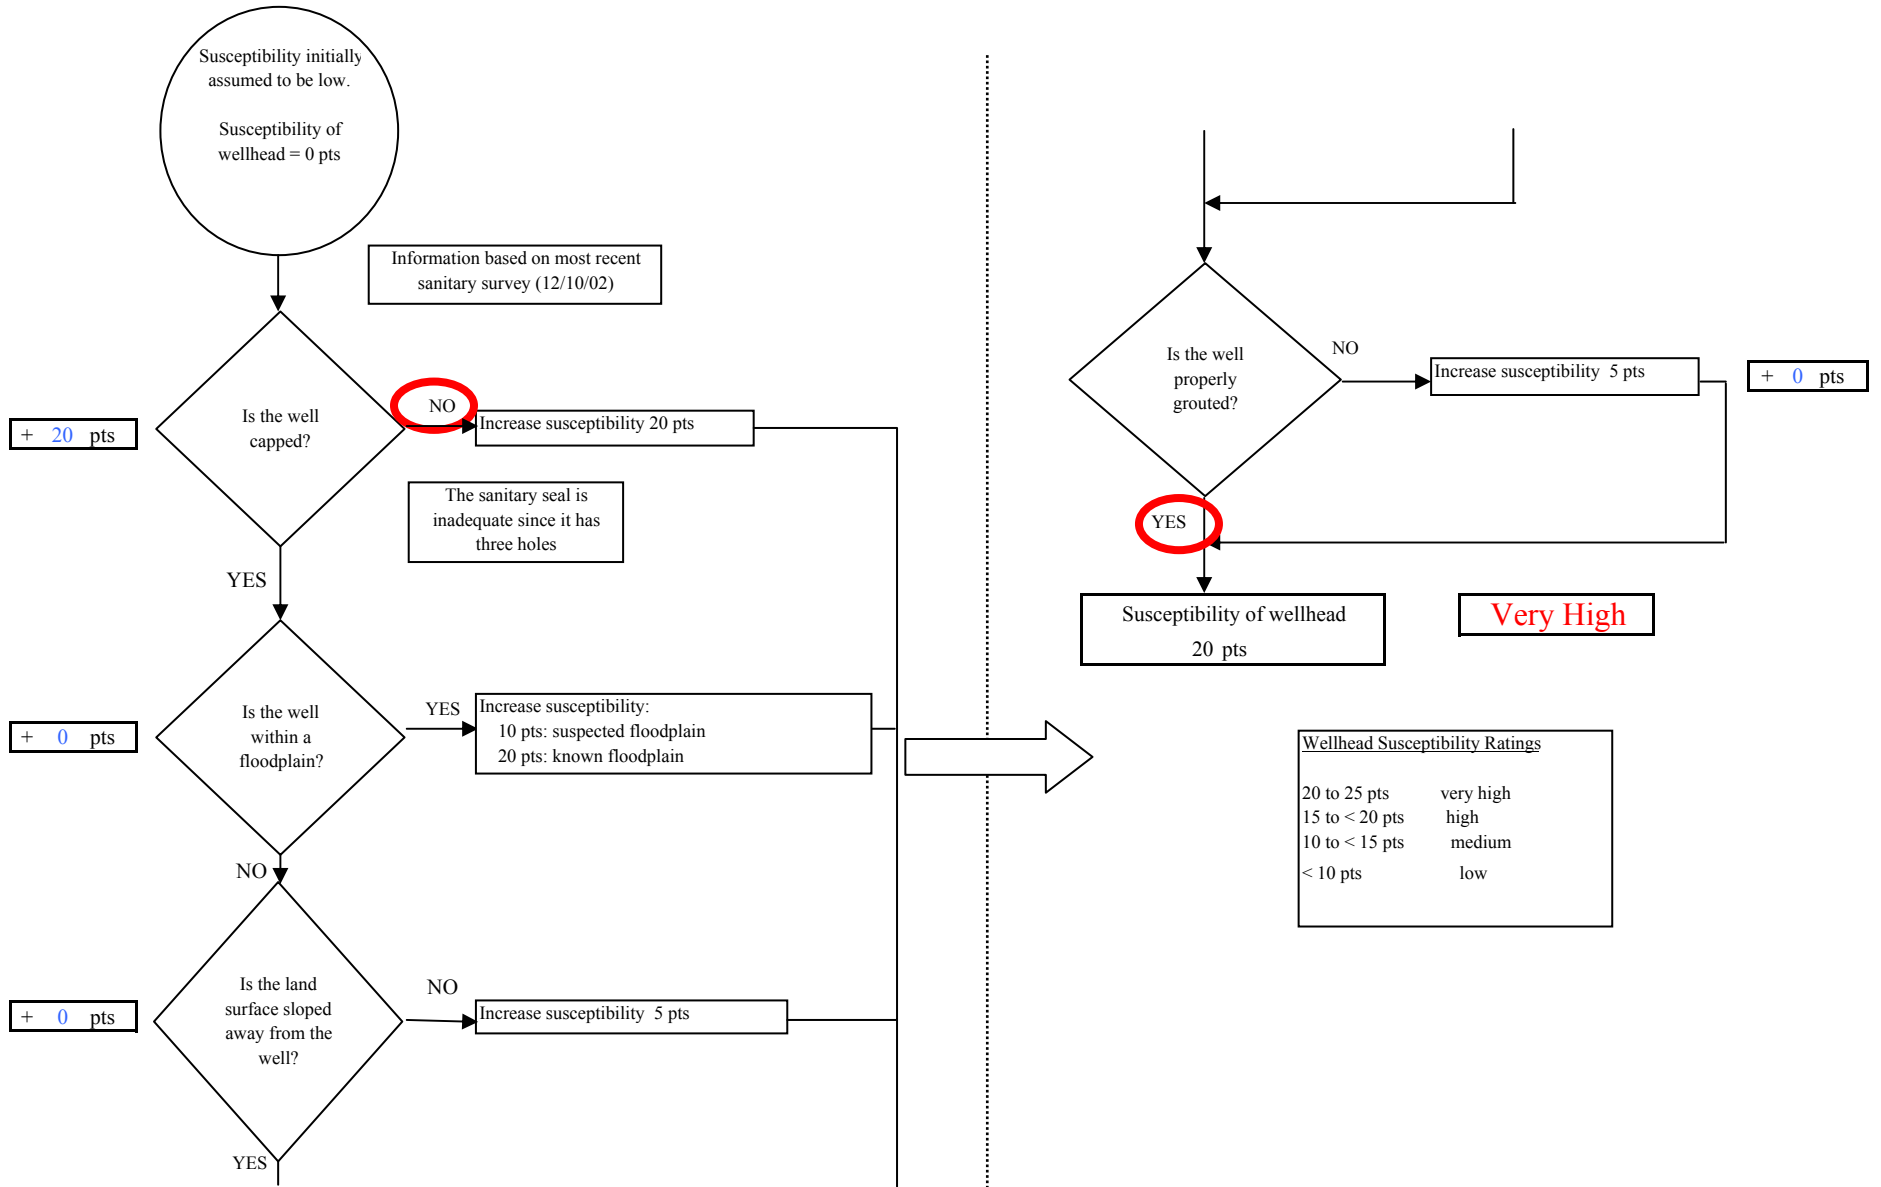 Susceptibility initially
assumed to be low.
Susceptibility of
wellhead = 0 pts
Information based on most recent
sanitary survey (12/10/02)
+ 20 pts
Is the well
capped?
NO
Increase susceptibility 20 pts
The sanitary seal is
inadequate since it has
three holes
YES
+ 0 pts
Is the well
within a
floodplain?
YES
Increase susceptibility:
10 pts: suspected floodplain
20 pts: known floodplain
NO
+ 0 pts
Is the land
surface sloped
away from the
well?
NO
Increase susceptibility 5 pts
YES
Is the well
properly
grouted?
NO
Increase susceptibility 5 pts
+ 0 pts
YES
Susceptibility of wellhead
20 pts
Very High
Wellhead Susceptibility Ratings
20 to 25 pts very high
15 to < 20 pts high
10 to < 15 pts medium
< 10 pts low